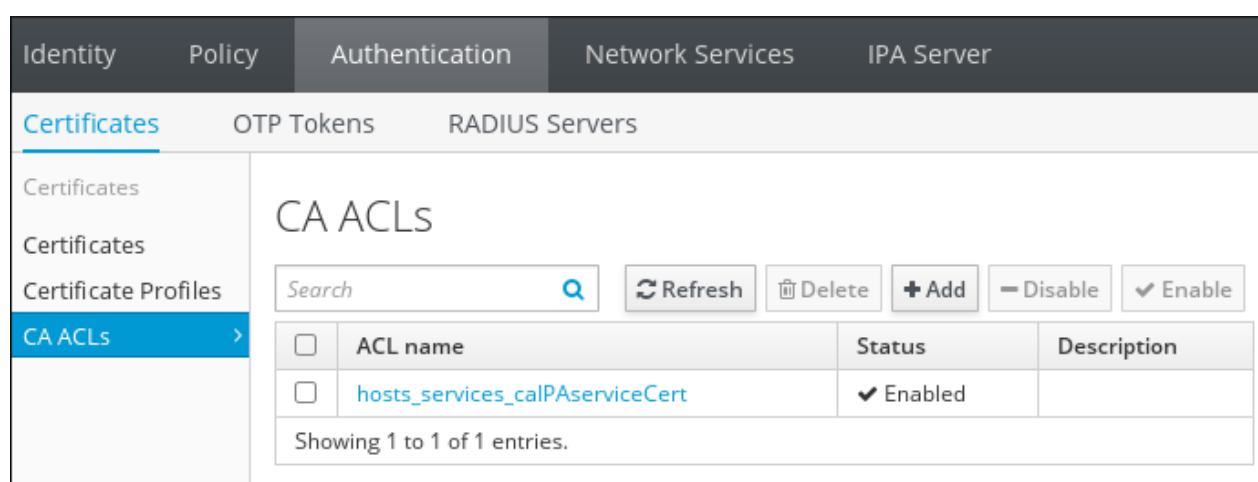 Identity Policy Authentication Network Services IPA Server
Certificates OTP Tokens RADIUS Servers
Certificates
Certificates
Certificate Profiles
CA ACLs
CA ACLs
Search Refresh Delete Add Disable Enable
ACL name Status Description
hosts_services_caIPAserviceCert Enabled
Showing 1 to 1 of 1 entries.